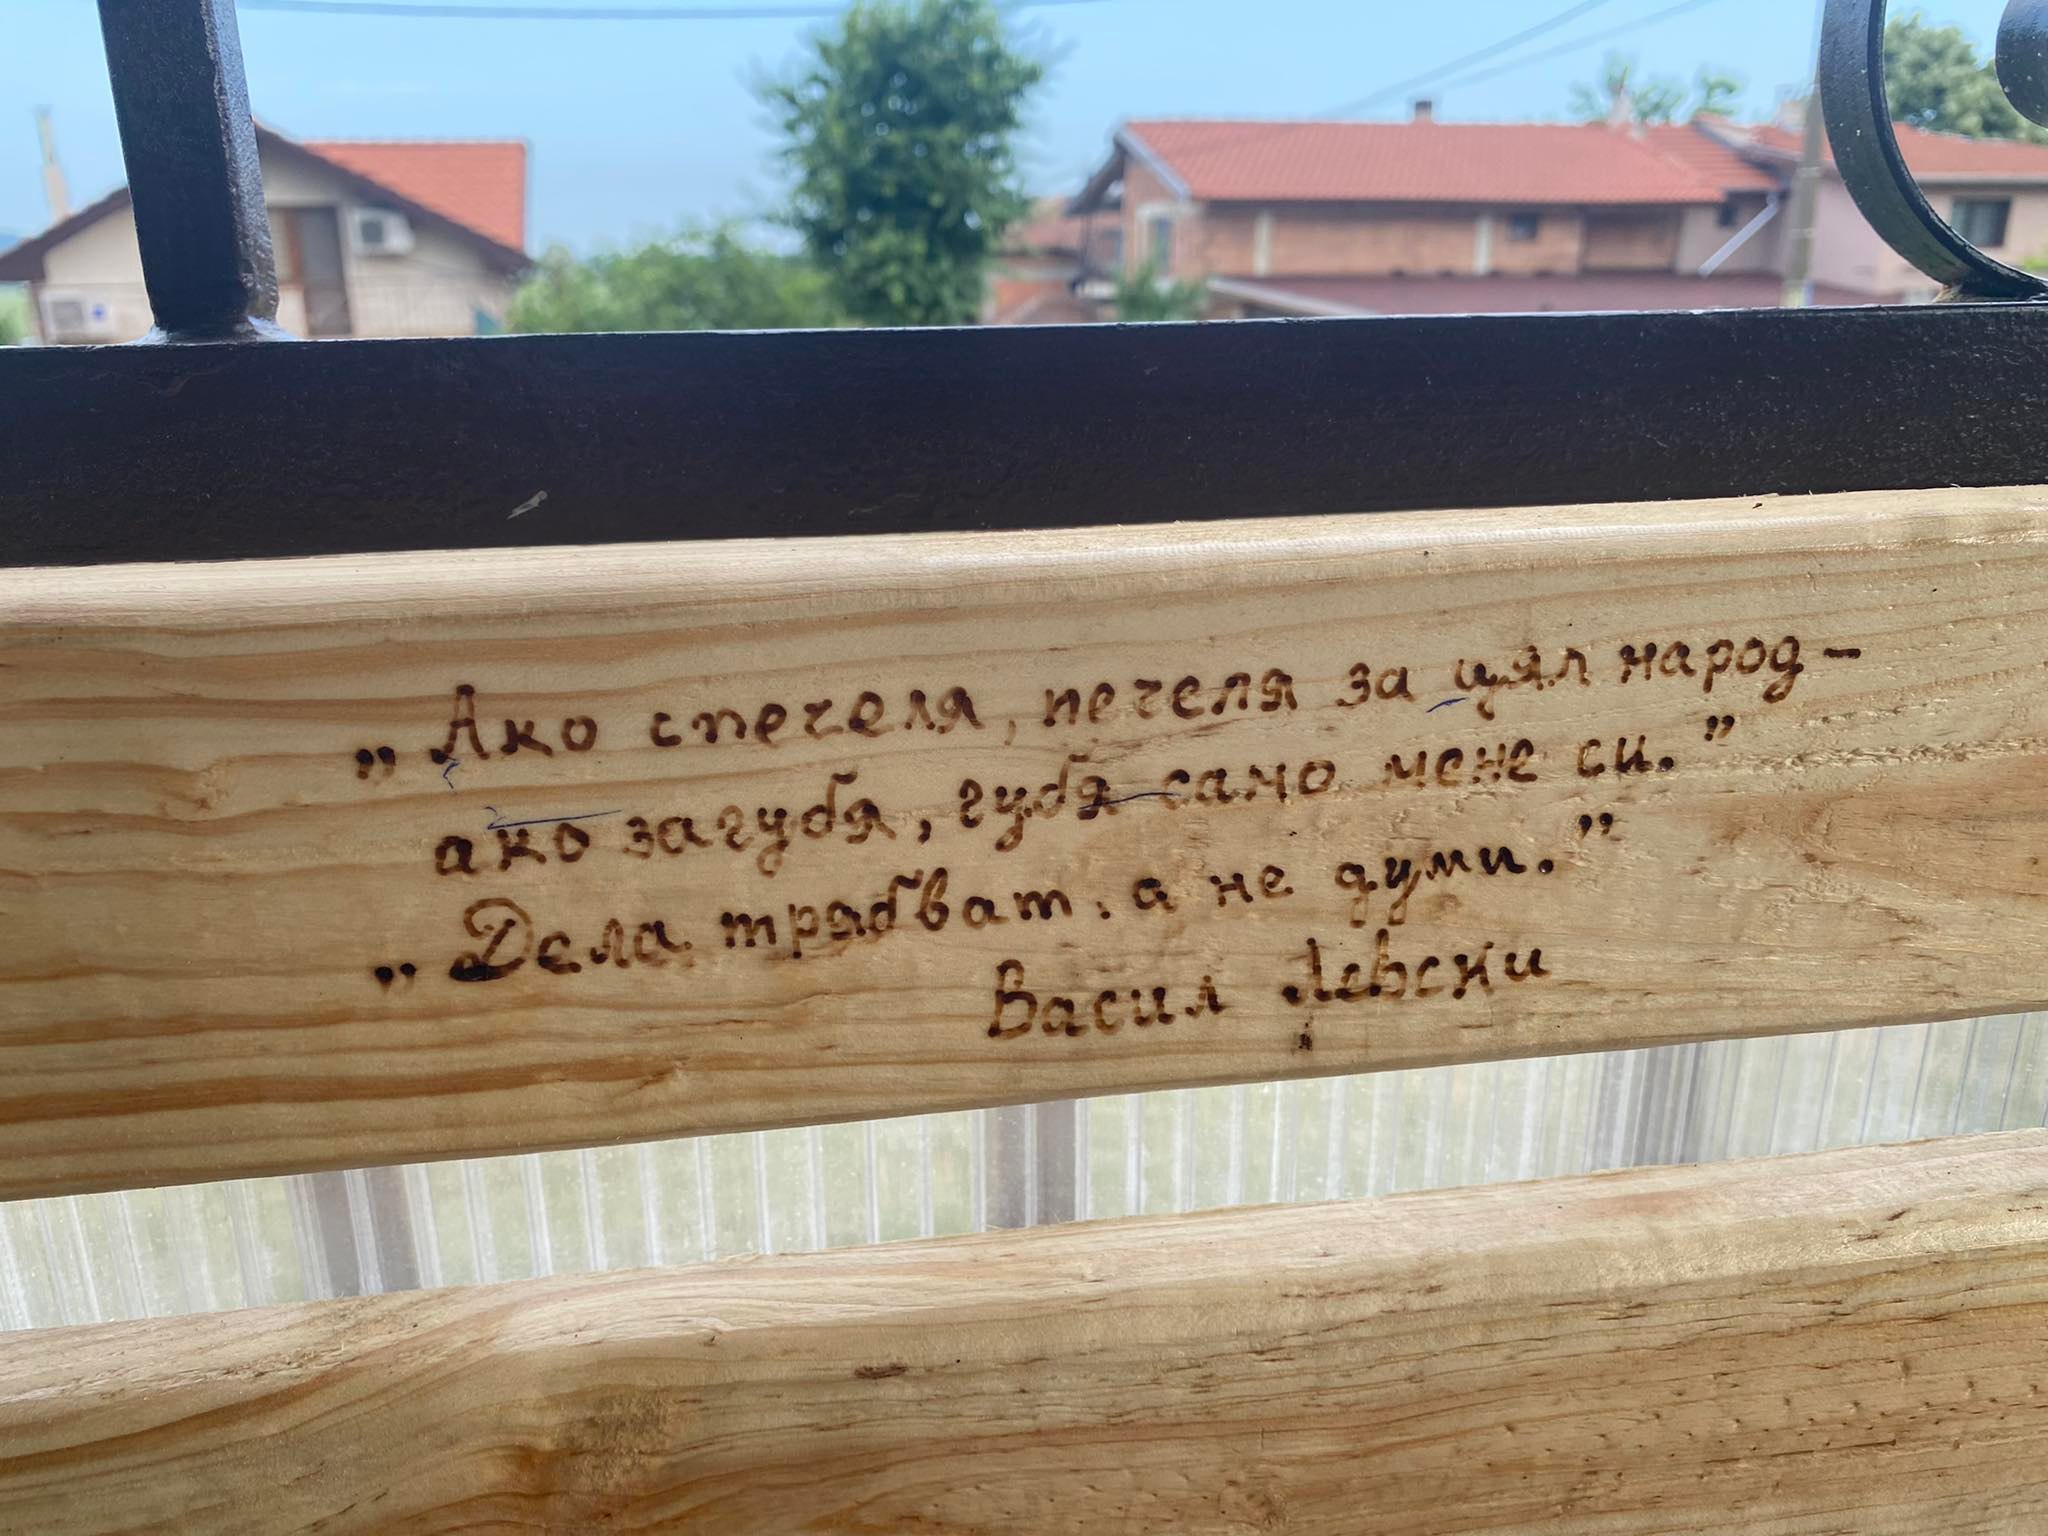 „Ако спечеля, печеля за цял народ –
ако загубя, губя само мене си.”
„Дела трябват, а не думи.”
Васил Левски